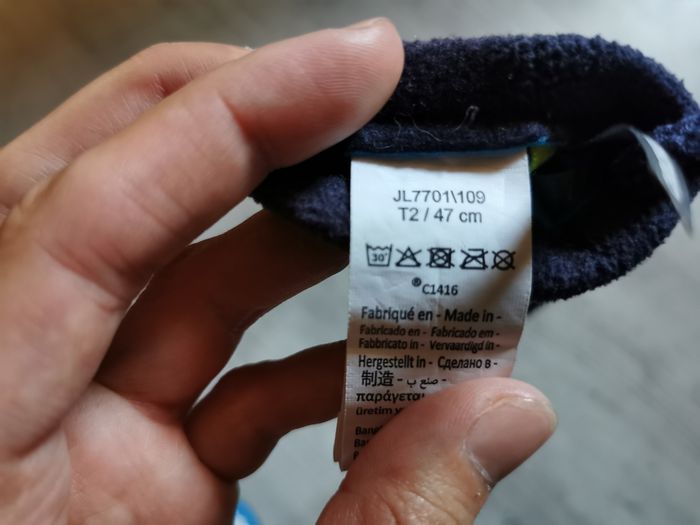 JL7701\109
T2 / 47 cm
30°
®C1416
Fabriqué en - Made in -
Fabricado en - Fabricado em -
Fabbricato in - Vervaardigd in -
Hergestellt in - Сделано в -
制造 - صنع ب -
παράγεται
üretim